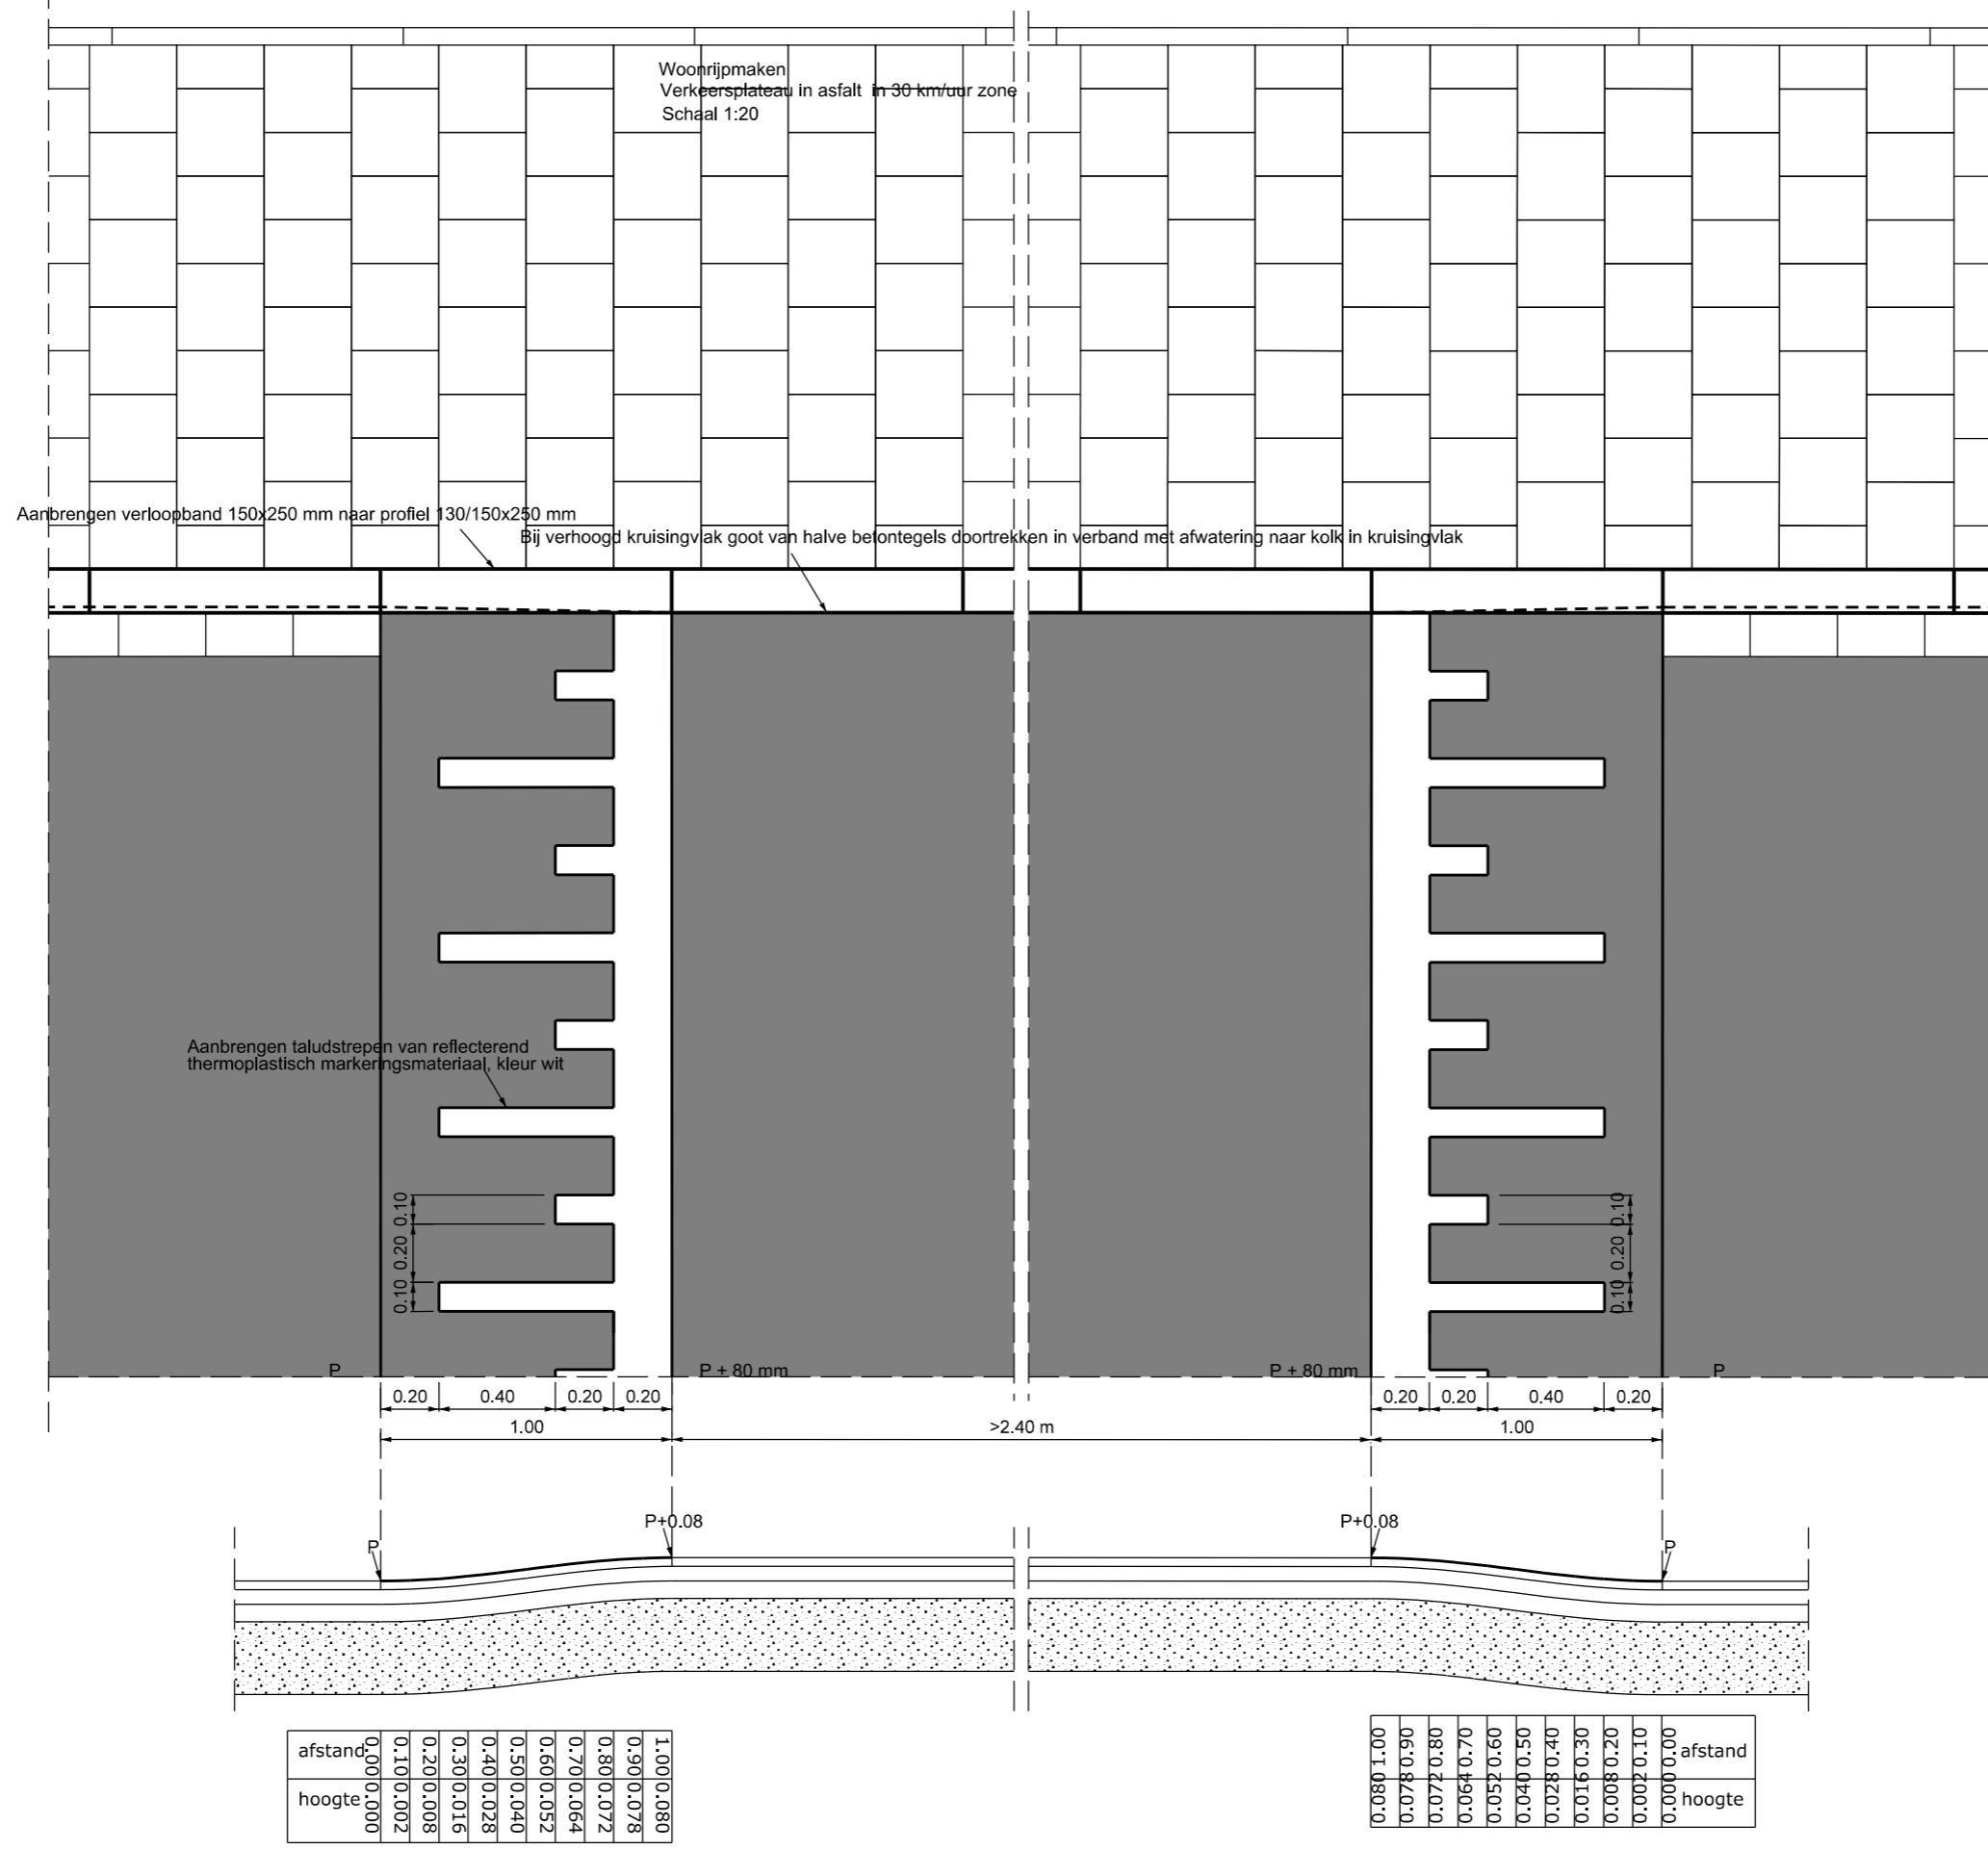 Woonrijpmaken
Verkeersplateau in asfalt in 30 km/uur zone
Schaal 1:20
Aanbrengen verloopband 150x250 mm naar profiel 130/150x250 mm
Bij verhoogd kruisingvlak goot van halve betontegels doortrekken in verband met afwatering naar kolk in kruisingvlak
Aanbrengen taludstrepen van reflecterend
thermoplastisch markeringsmateriaal, kleur wit
0.10
0.20
0.10
0.10
0.20
0.10
P
P + 80 mm
P + 80 mm
P
0.20 0.40 0.20 0.20
0.20 0.20 0.40 0.20
1.00
>2.40 m
1.00
P
P+0.08
P+0.08
P
afstand 0.00 0.10 0.20 0.30 0.40 0.50 0.60 0.70 0.80 0.90 1.00
hoogte 0.000 0.002 0.008 0.016 0.028 0.040 0.052 0.064 0.072 0.078 0.080
1.00 0.90 0.80 0.70 0.60 0.50 0.40 0.30 0.20 0.10 0.00 afstand
0.080 0.078 0.072 0.064 0.052 0.040 0.028 0.016 0.008 0.002 0.000 hoogte